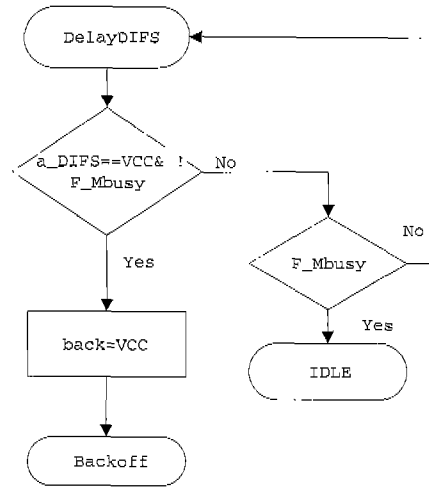 DelayDIFS
a_DIFS==VCC& !
F_Mbusy
No
Yes
F_Mbusy
No
Yes
back=VCC
IDLE
Backoff